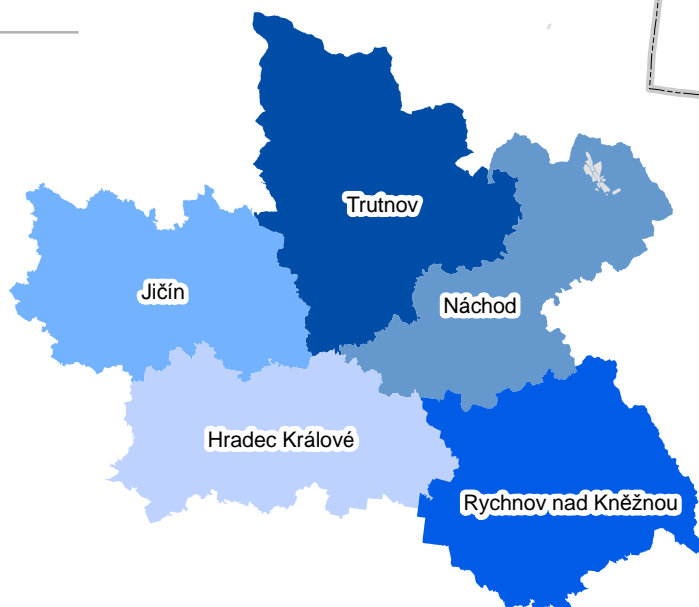 Trutnov
Jičín
Náchod
Hradec Králové
Rychnov nad Kněžnou